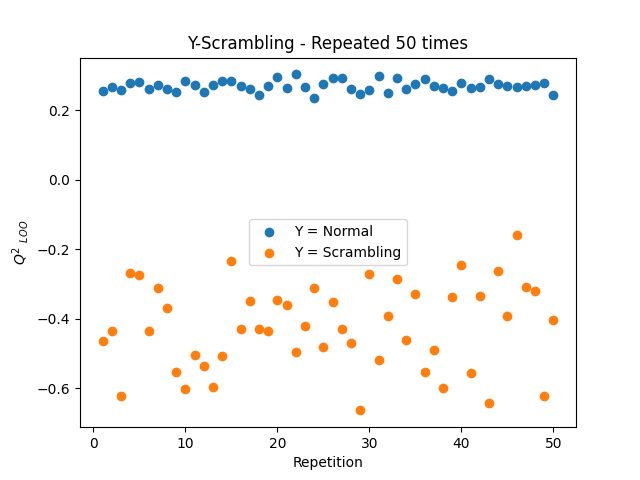 Y-Scrambling - Repeated 50 times
0.2
0.0
−0.2
−0.4
−0.6
Q² LOO
Y = Normal
Y = Scrambling
0
10
20
30
40
50
Repetition